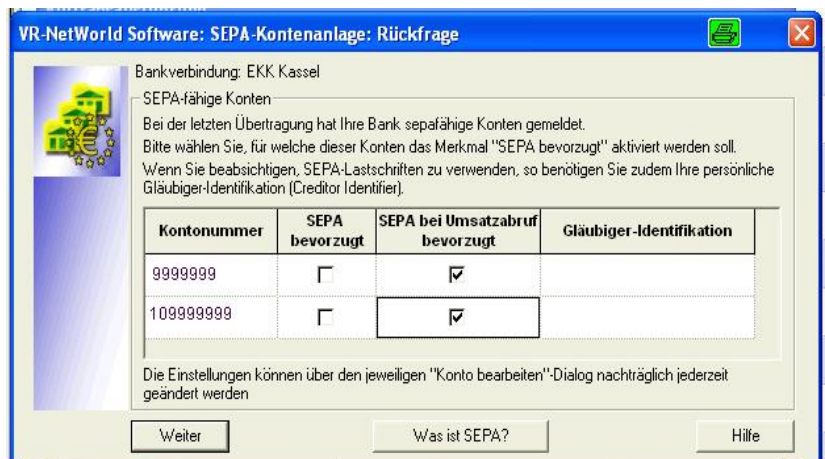 VR-NetWorld Software: SEPA-Kontenanlage: Rückfrage
Bankverbindung: EKK Kassel
SEPA-fähige Konten
Bei der letzten Übertragung hat Ihre Bank sepafähige Konten gemeldet.
Bitte wählen Sie, für welche dieser Konten das Merkmal "SEPA bevorzugt" aktiviert werden soll.
Wenn Sie beabsichtigen, SEPA-Lastschriften zu verwenden, so benötigen Sie zudem Ihre persönliche
Gläubiger-Identifikation (Creditor Identifier).
Kontonummer SEPA bevorzugt SEPA bei Umsatzabruf bevorzugt Gläubiger-Identifikation
9999999
109999999
Die Einstellungen können über den jeweiligen "Konto bearbeiten"-Dialog nachträglich jederzeit
geändert werden
Weiter Was ist SEPA? Hilfe